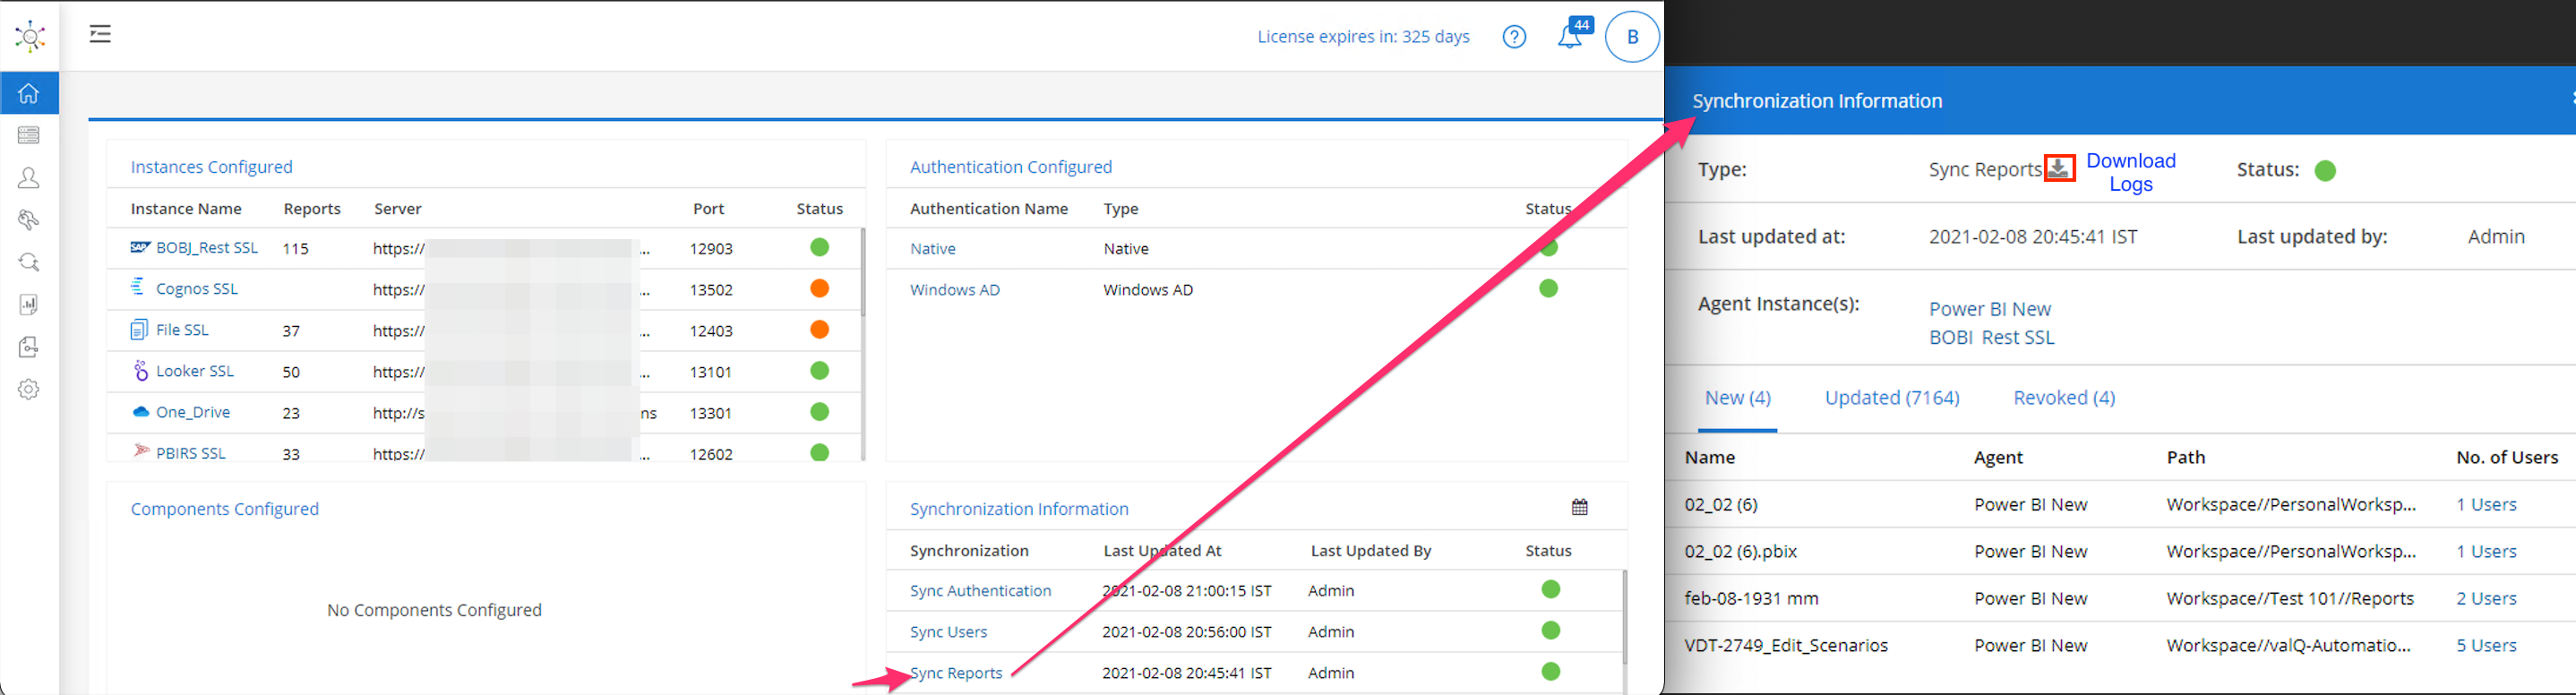 License expires in: 325 days
44
B
Instances Configured
Instance Name Reports Server Port Status
BOBJ_Rest SSL 115 https:// ... 12903
Cognos SSL https:// ... 13502
File SSL 37 https:// ... 12403
Looker SSL 50 https:// ... 13101
One_Drive 23 http://s ns 13301
PBIRS SSL 33 https:// ... 12602
Authentication Configured
Authentication Name Type Status
Native Native
Windows AD Windows AD
Components Configured
No Components Configured
Synchronization Information
Synchronization Last Updated At Last Updated By Status
Sync Authentication 2021-02-08 21:00:15 IST Admin
Sync Users 2021-02-08 20:56:00 IST Admin
Sync Reports 2021-02-08 20:45:41 IST Admin
Synchronization Information
Type: Sync Reports Download Logs Status:
Last updated at: 2021-02-08 20:45:41 IST Last updated by: Admin
Agent Instance(s): Power BI New
BOBI Rest SSL
New (4) Updated (7164) Revoked (4)
Name Agent Path No. of Users
02_02 (6) Power BI New Workspace//PersonalWorksp... 1 Users
02_02 (6).pbix Power BI New Workspace//PersonalWorksp... 1 Users
feb-08-1931 mm Power BI New Workspace//Test 101//Reports 2 Users
VDT-2749_Edit_Scenarios Power BI New Workspace//valQ-Automatio... 5 Users